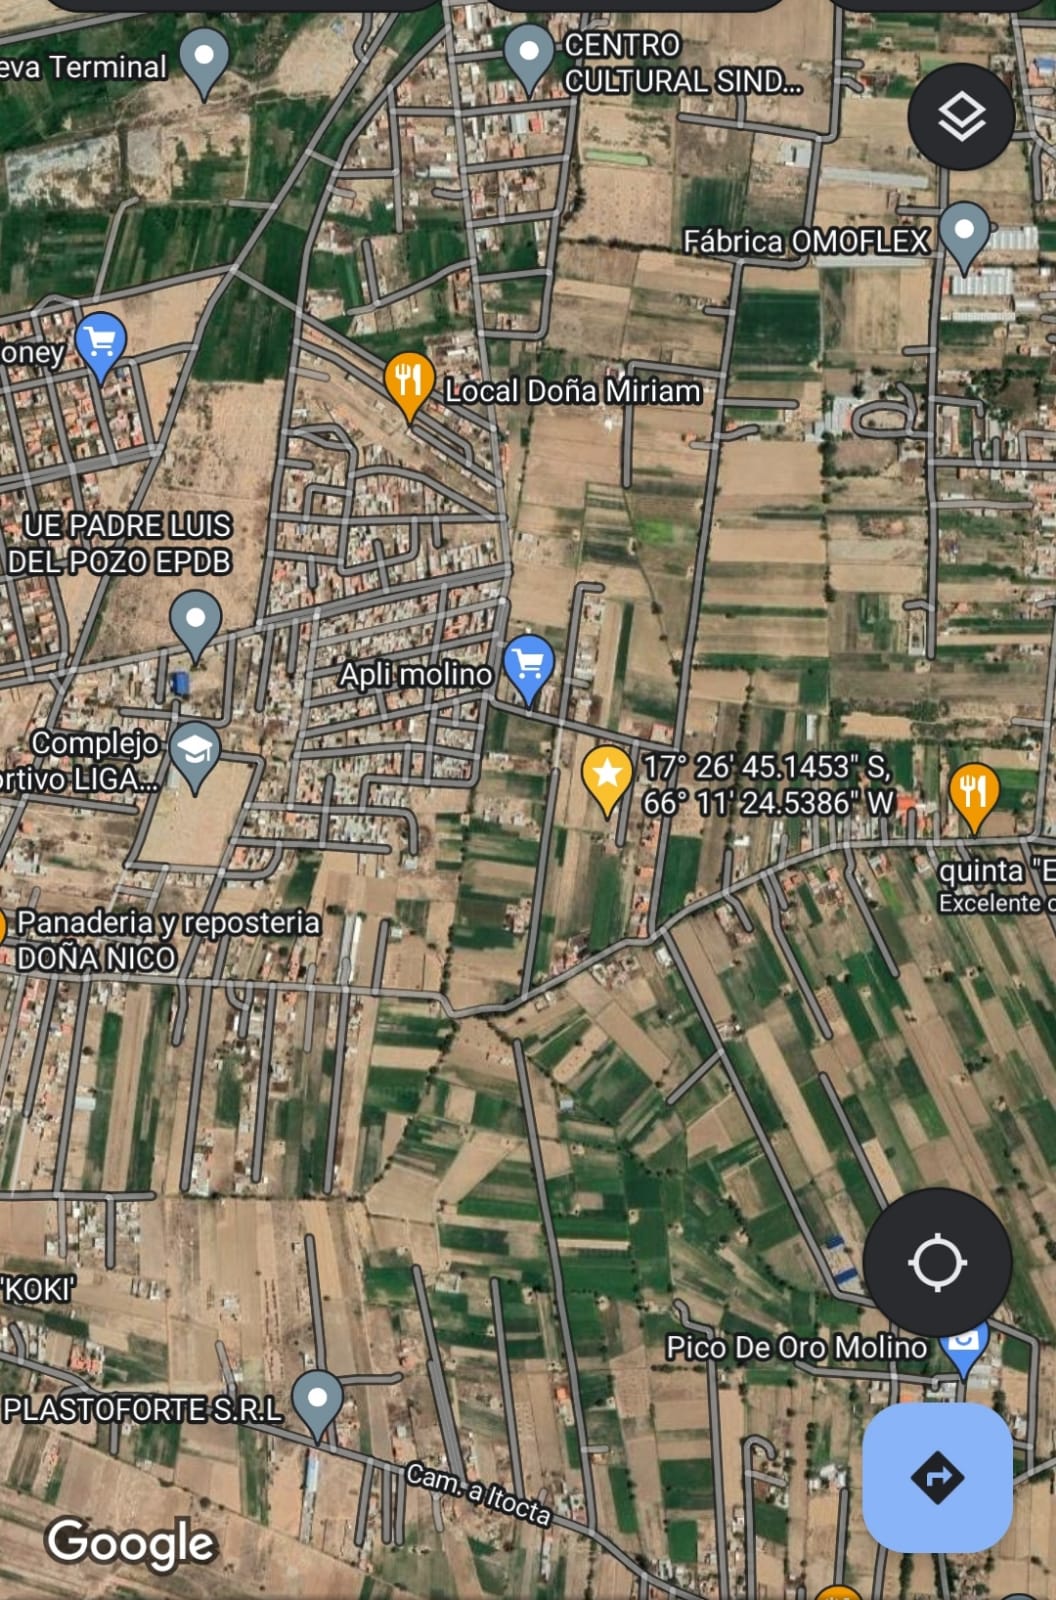 eva Terminal
CENTRO
CULTURAL SIND...
Fábrica OMOFLEX
oney
Local Doña Miriam
UE PADRE LUIS
DEL POZO EPDB
Apli molino
Complejo
ortivo LIGA...
17° 26' 45.1453" S,
66° 11' 24.5386" W
quinta "E
Excelente c
Panaderia y reposteria
DOÑA NICO
'KOKI'
Pico De Oro Molino
PLASTOFORTE S.R.L
Cam. a Itocta
Google